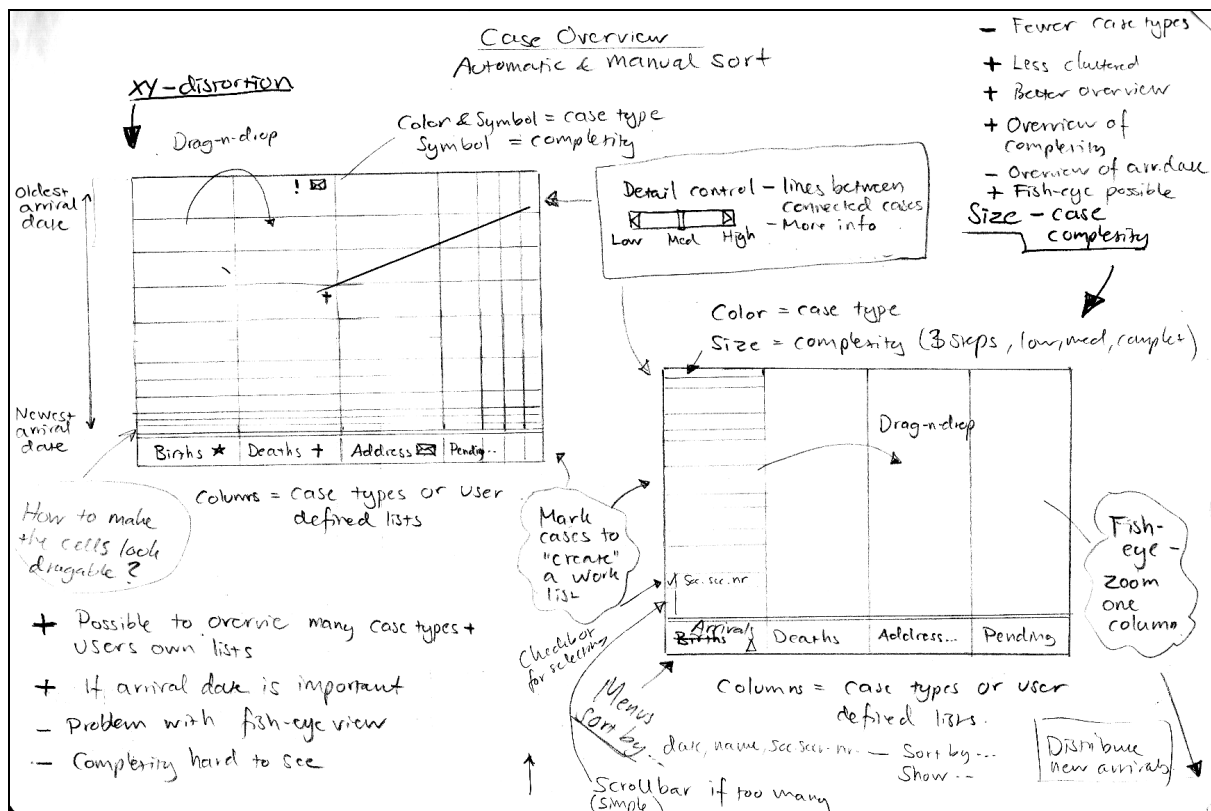 Case Overview
Automatic & manual sort
XY-distortion
Drag-n-drop
Color & Symbol = case type
Symbol = complexity
Oldest
arrival
date
!
Newest
arrival
date
Births ★ Deaths + Address ✉ Pending..
Columns = case types or user
defined lists
How to make
the cells look
dragable?
+ Possible to overvie many case types +
users own lists
+ If arrival date is important
- Problem with fish-eye view
- Complexity hard to see
Detail control - lines between
connected cases
- More info
Low Med High
- Fewer case types
+ Less cluttered
+ Better overview
+ Overview of
complexity
- Overview of arr.date
+ Fish-eye possible
Size - case
complexity
Color = case type
Size = complexity (3 steps, low, med, complex)
Drag-n-drop
Mark
cases to
"create"
a work
list
Soc.sec.nr
Births
Arrivals Deaths Address... Pending
Checkbox
for selecting
Fish-
eye -
zoom
one
column
Columns = case types or user
defined lists.
Menus
sort by...
date, name, soc secr.nr. - Sort by ...
Show ..
Distribute
new arrivals
Scrollbar if too many
(simple)